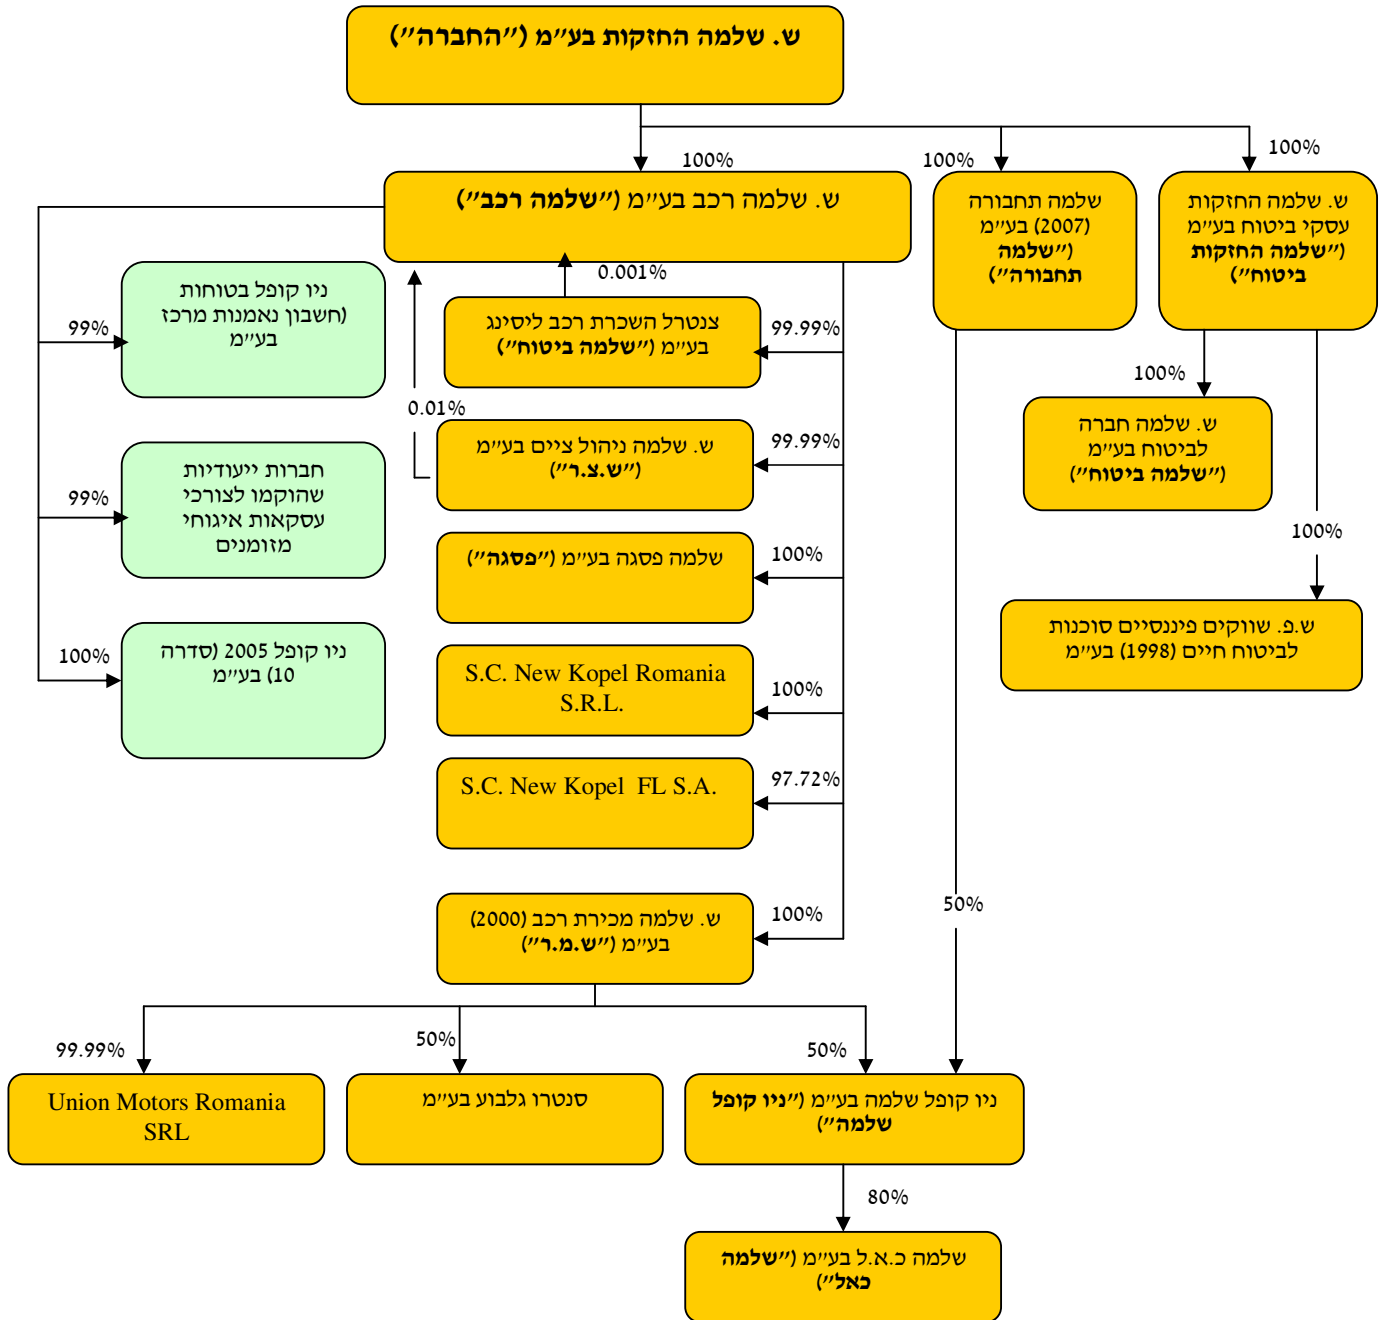 ש. שלמה החזקות בע״מ (״החברה״)
100%
100%
100%
ש. שלמה רכב בע״מ (״שלמה רכב״)
שלמה תחבורה
(2007) בע״מ
(״שלמה
תחבורה״)
ש. שלמה החזקות
עסקי ביטוח בע״מ
(״שלמה החזקות
ביטוח״)
0.001%
ניו קופל בטוחות
(חשבון נאמנות מרכז
בע״מ
99%
צנטרל השכרת רכב ליסינג
בע״מ (״שלמה ביטוח״)
99.99%
100%
0.01%
ש. שלמה חברה
לביטוח בע״מ
(״שלמה ביטוח״)
ש. שלמה ניהול ציים בע״מ
(״ש.צ.ר״)
99.99%
חברות ייעודיות
שהוקמו לצורכי
עסקאות איגוחי
מזומנים
99%
100%
שלמה פסגה בע״מ (״פסגה״)
100%
ש.פ. שווקים פיננסיים סוכנות
לביטוח חיים (1998) בע״מ
ניו קופל 2005 (סדרה
10) בע״מ
100%
S.C. New Kopel Romania
S.R.L.
100%
S.C. New Kopel  FL S.A.
97.72%
ש. שלמה מכירת רכב (2000)
בע״מ (״ש.מ.ר״)
100%
50%
99.99%
50%
50%
Union Motors Romania
SRL
סנטרו גלבוע בע״מ
ניו קופל שלמה בע״מ (״ניו קופל
שלמה״)
80%
שלמה כ.א.ל בע״מ (״שלמה
כאל״)